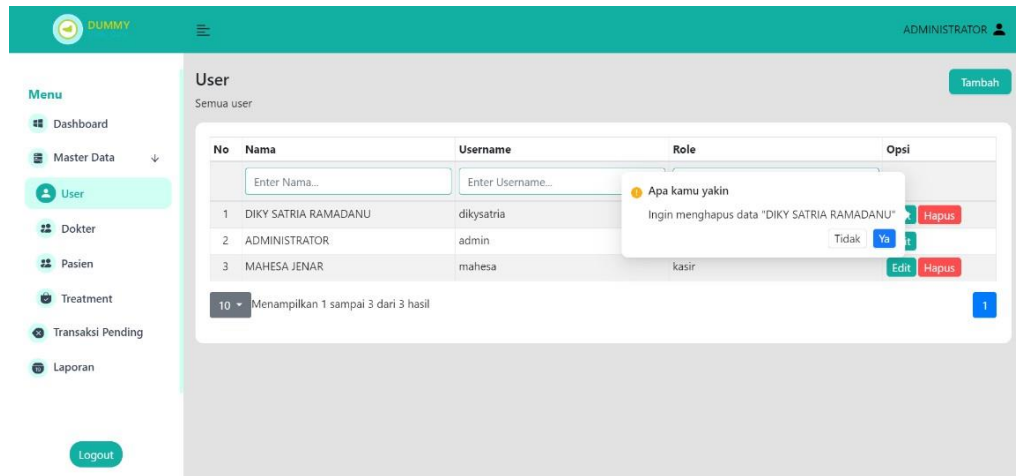 DUMMY
ADMINISTRATOR
Menu
Dashboard
Master Data
User
Dokter
Pasien
Treatment
Transaksi Pending
Laporan
Logout
User
Semua user
Tambah
No Nama Username Role Opsi
Enter Nama... Enter Username...
1 DIKY SATRIA RAMADANU dikysatria Hapus
2 ADMINISTRATOR admin
3 MAHESA JENAR mahesa kasir Edit Hapus
10 Menampilkan 1 sampai 3 dari 3 hasil
1
Apa kamu yakin
Ingin menghapus data "DIKY SATRIA RAMADANU"
Tidak Ya